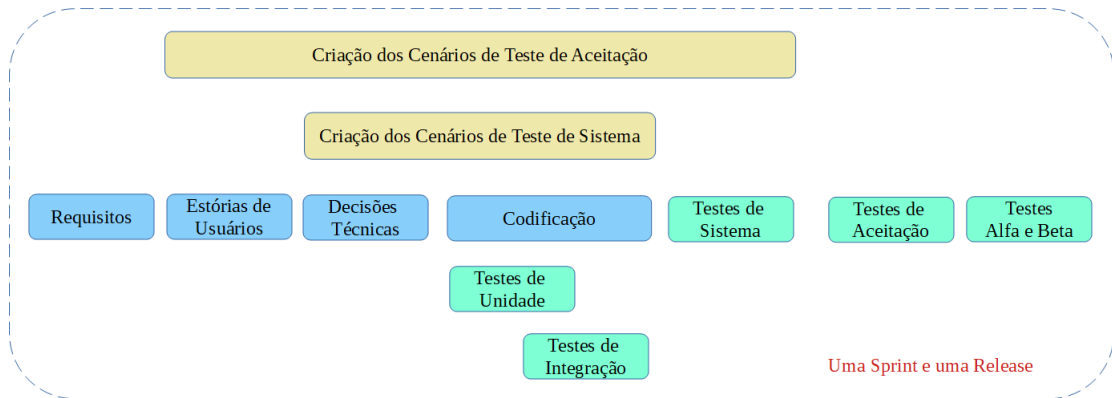 Criação dos Cenários de Teste de Aceitação
Criação dos Cenários de Teste de Sistema
Requisitos
Estórias de
Usuários
Decisões
Técnicas
Codificação
Testes de
Sistema
Testes de
Aceitação
Testes
Alfa e Beta
Testes de
Unidade
Testes de
Integração
Uma Sprint e uma Release